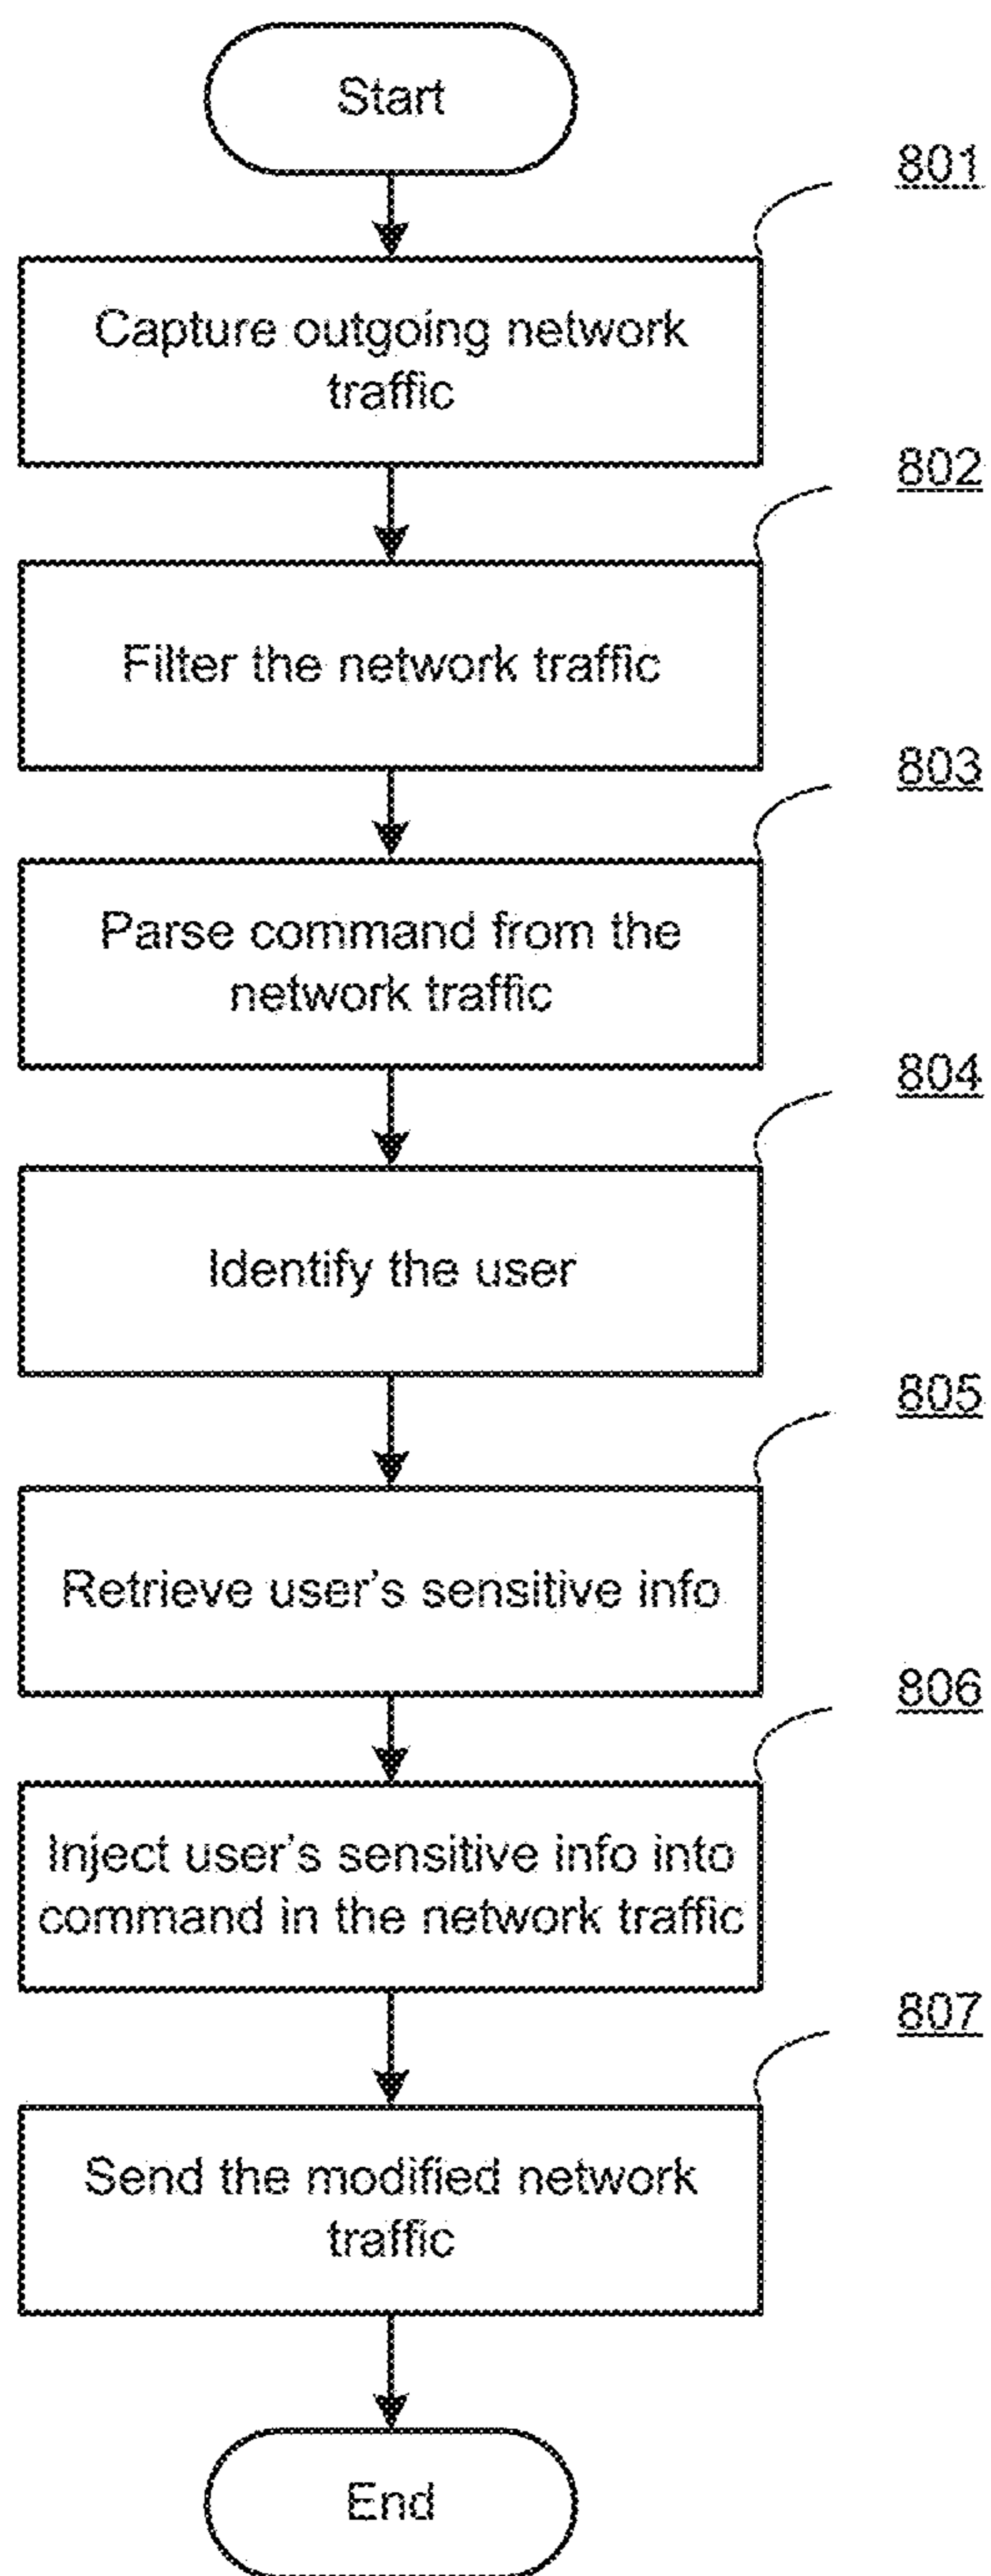 Start
801
Capture outgoing network
traffic
802
Filter the network traffic
803
Parse command from the
network traffic
804
Identify the user
805
Retrieve user's sensitive info
806
Inject user's sensitive info into
command in the network traffic
807
Send the modified network
traffic
End